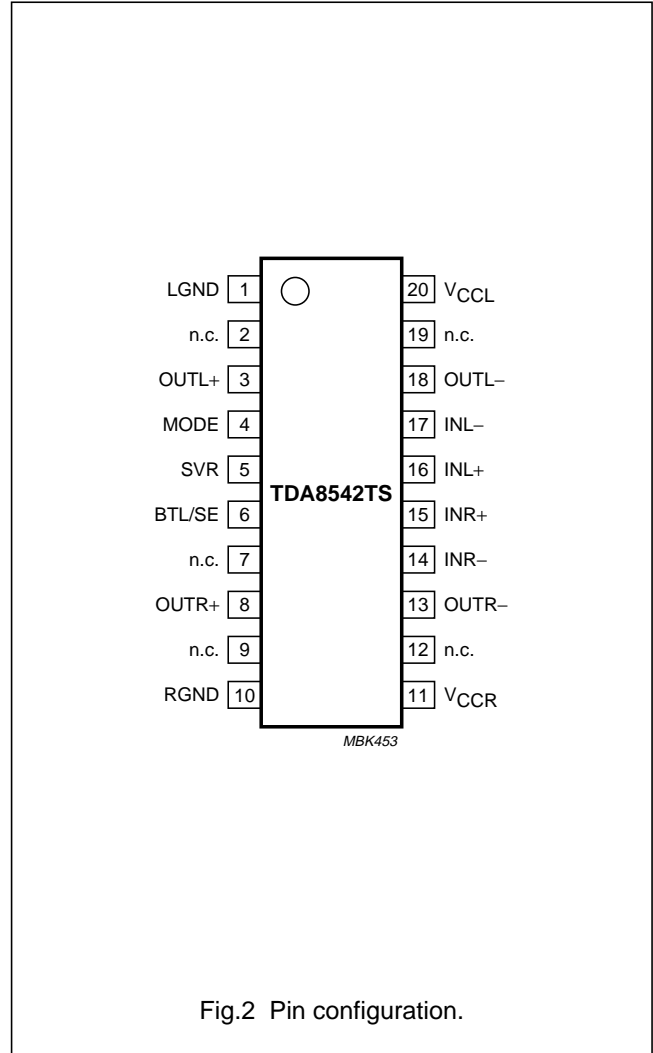 LGND 1 20 VCCL
n.c. 2 19 n.c.
OUTL+ 3 18 OUTL−
MODE 4 17 INL−
SVR 5 16 INL+
TDA8542TS
BTL/SE 6 15 INR+
n.c. 7 14 INR−
OUTR+ 8 13 OUTR−
n.c. 9 12 n.c.
RGND 10 11 VCCR
MBK453
Fig.2 Pin configuration.